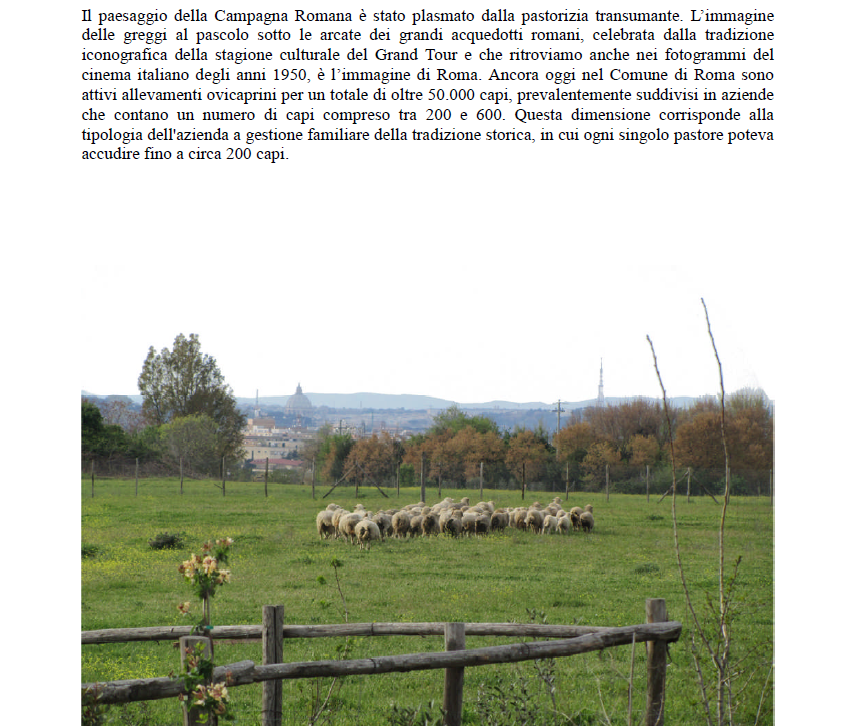 Il paesaggio della Campagna Romana è stato plasmato dalla pastorizia transumante. L’immagine
delle greggi al pascolo sotto le arcate dei grandi acquedotti romani, celebrata dalla tradizione
iconografica della stagione culturale del Grand Tour e che ritroviamo anche nei fotogrammi del
cinema italiano degli anni 1950, è l’immagine di Roma. Ancora oggi nel Comune di Roma sono
attivi allevamenti ovicaprini per un totale di oltre 50.000 capi, prevalentemente suddivisi in aziende
che contano un numero di capi compreso tra 200 e 600. Questa dimensione corrisponde alla
tipologia dell'azienda a gestione familiare della tradizione storica, in cui ogni singolo pastore poteva
accudire fino a circa 200 capi.